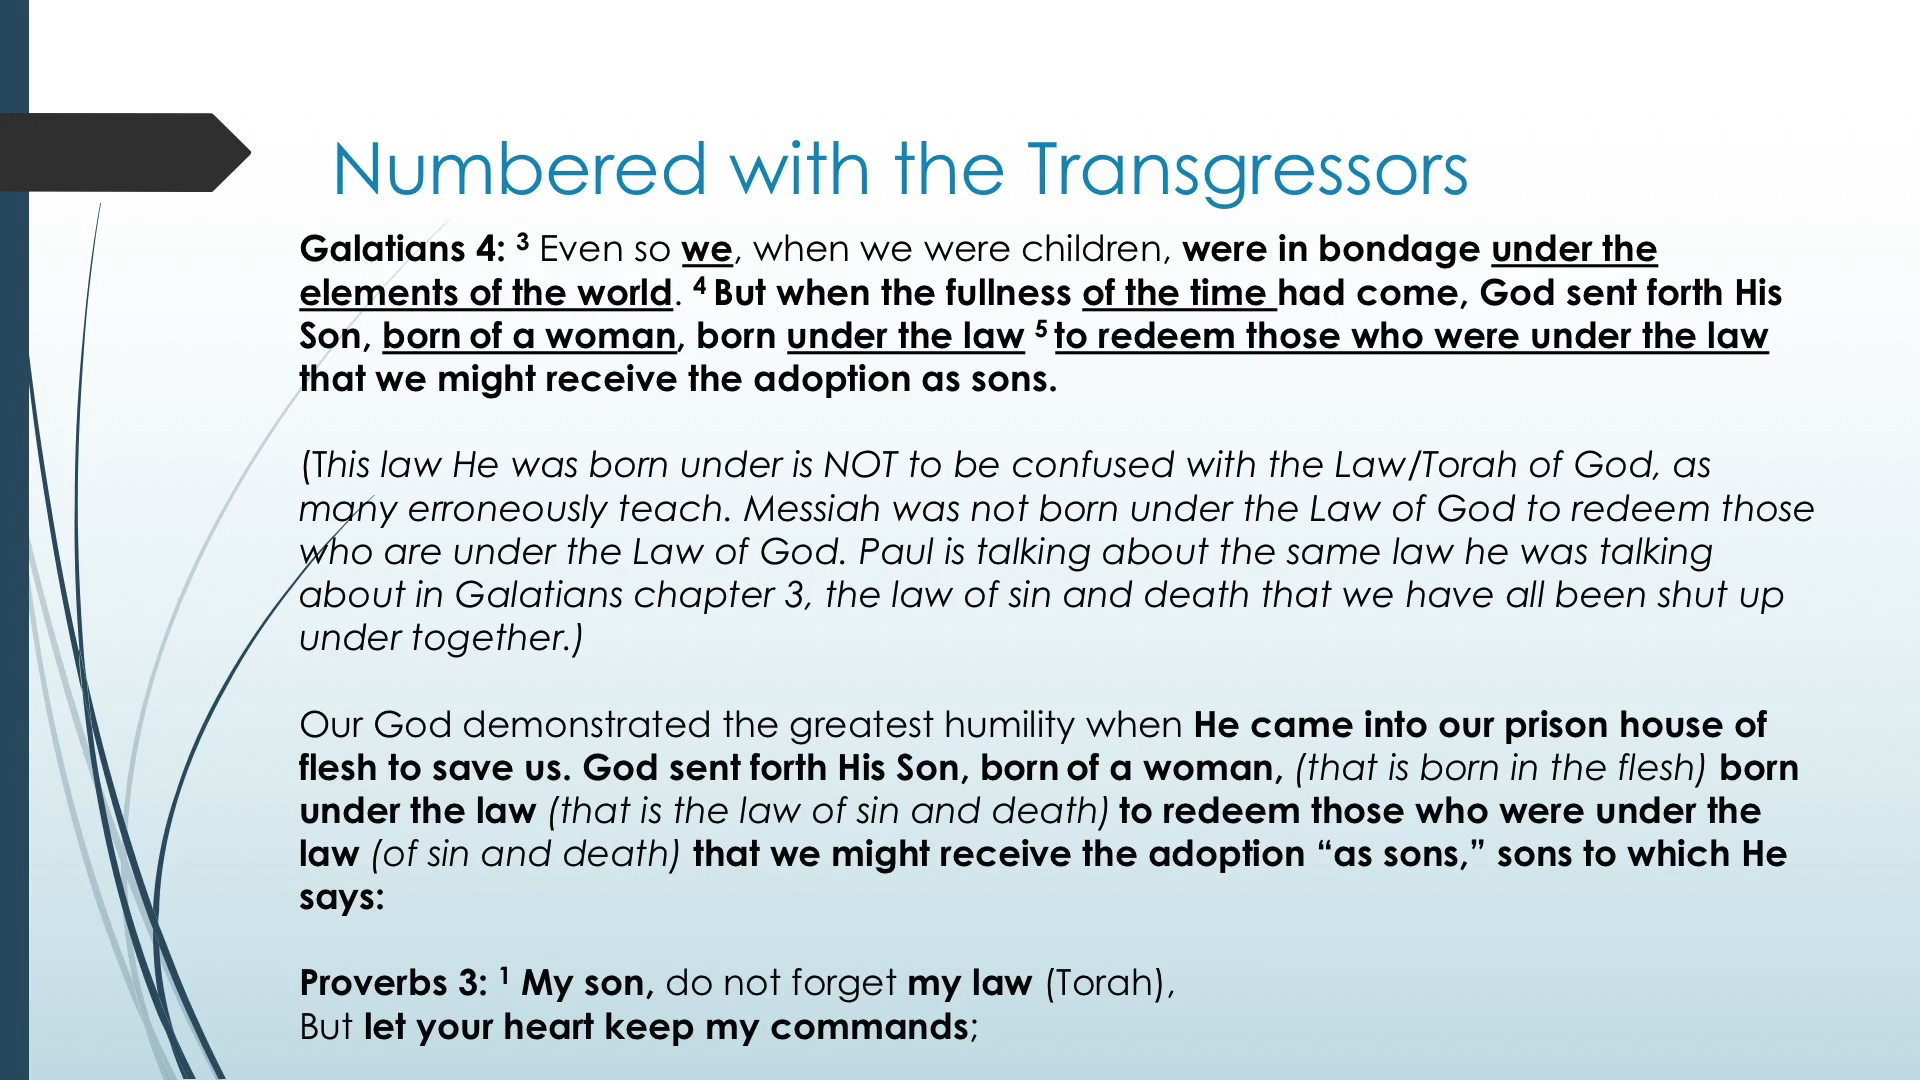 Numbered with the Transgressors
Galatians 4: ³ Even so we, when we were children, were in bondage under the
elements of the world. ⁴ But when the fullness of the time had come, God sent forth His
Son, born of a woman, born under the law ⁵ to redeem those who were under the law
that we might receive the adoption as sons.
(This law He was born under is NOT to be confused with the Law/Torah of God, as
many erroneously teach. Messiah was not born under the Law of God to redeem those
who are under the Law of God. Paul is talking about the same law he was talking
about in Galatians chapter 3, the law of sin and death that we have all been shut up
under together.)
Our God demonstrated the greatest humility when He came into our prison house of
flesh to save us. God sent forth His Son, born of a woman, (that is born in the flesh) born
under the law (that is the law of sin and death) to redeem those who were under the
law (of sin and death) that we might receive the adoption “as sons,” sons to which He
says:
Proverbs 3: ¹ My son, do not forget my law (Torah),
But let your heart keep my commands;